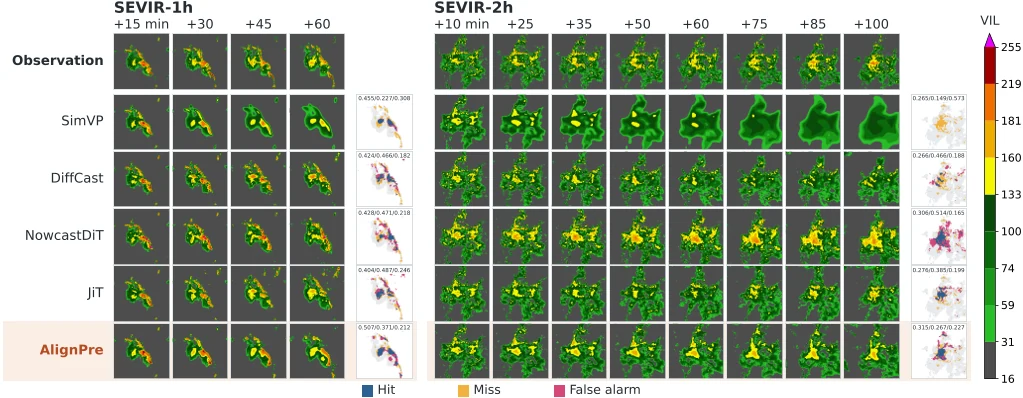 SEVIR-1h
SEVIR-2h
+15 min +30 +45 +60
+10 min +25 +35 +50 +60 +75 +85 +100
VIL
Observation
SimVP
0.455/0.227/0.308
0.265/0.149/0.573
DiffCast
0.424/0.466/0.182
0.266/0.466/0.188
NowcastDiT
0.428/0.471/0.218
0.306/0.514/0.165
JiT
0.404/0.487/0.246
0.276/0.385/0.199
AlignPre
0.507/0.371/0.212
0.315/0.267/0.227
255
219
181
160
133
100
74
59
31
16
Hit Miss False alarm